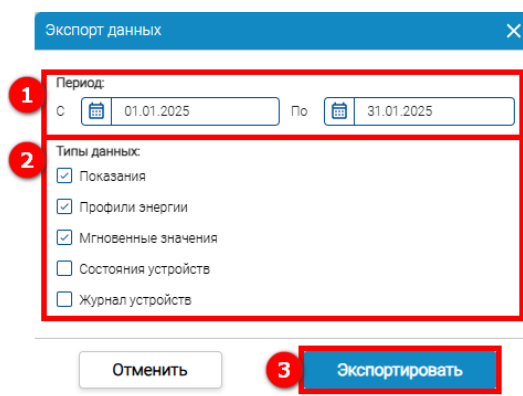 Экспорт данных
1
Период:
С 01.01.2025 По 31.01.2025
2
Типы данных:
Показания
Профили энергии
Мгновенные значения
Состояния устройств
Журнал устройств
Отменить 3 Экспортировать